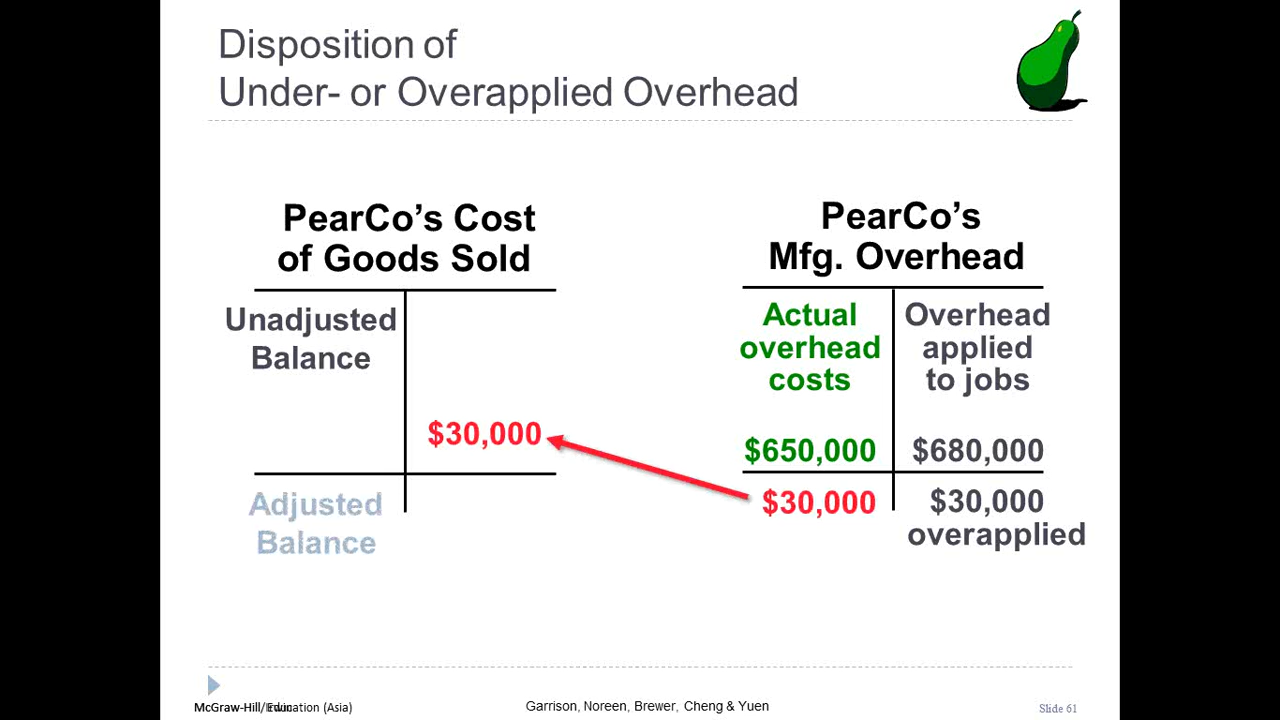 Disposition of
Under- or Overapplied Overhead
PearCo's Cost
of Goods Sold
Unadjusted
Balance
$30,000
Adjusted
Balance
PearCo's
Mfg. Overhead
Actual
overhead
costs
$650,000
$30,000
Overhead
applied
to jobs
$680,000
$30,000
overapplied
McGraw-Hill/ (Asia)
Garrison, Noreen, Brewer, Cheng & Yuen
Slide 61